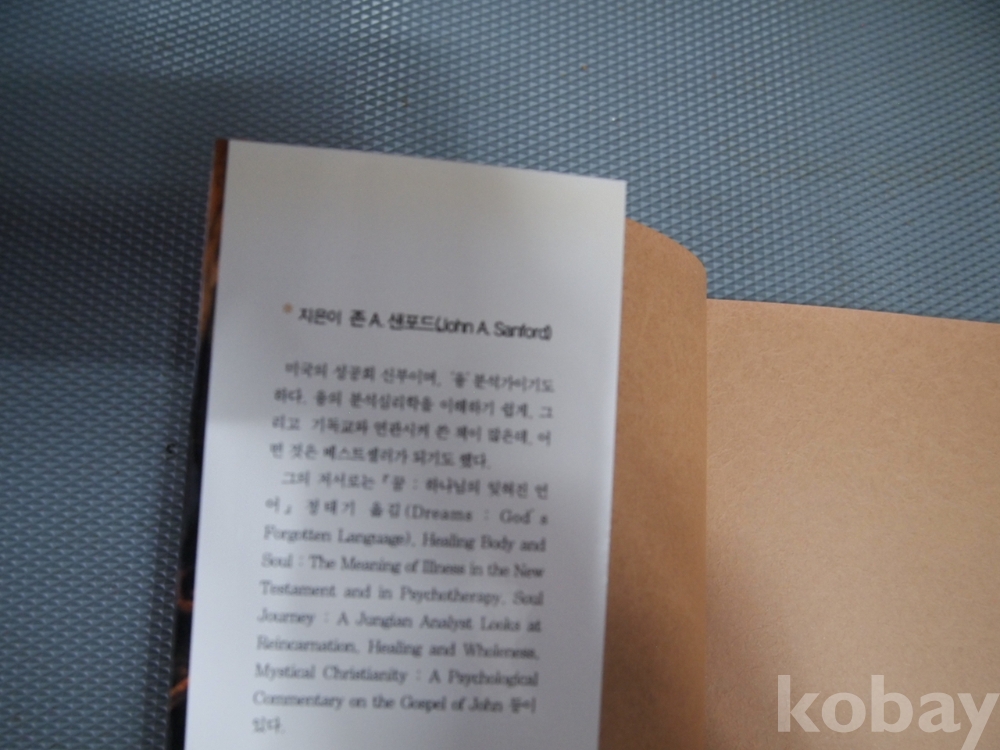 * 지은이 존 A. 샌포드(John A. Sanford)
미국의 성공회 신부이며, '융' 분석가이기도
하다. 융의 분석심리학을 이해하기 쉽게, 그
리고 기독교와 연관시켜 쓴 책이 많은데, 어
떤 것은 베스트셀러가 되기도 했다.
그의 저서로는 『꿈 : 하나님의 잊혀진 언
어』 정태기 옮김(Dreams : God's
Forgotten Language), Healing Body and
Soul : The Meaning of Illness in the New
Testament and in Psychotherapy, Soul
Journey : A Jungian Analyst Looks at
Reincarnation, Healing and Wholeness,
Mystical Christianity : A Psychological
Commentary on the Gospel of John 등이
있다.
kobay